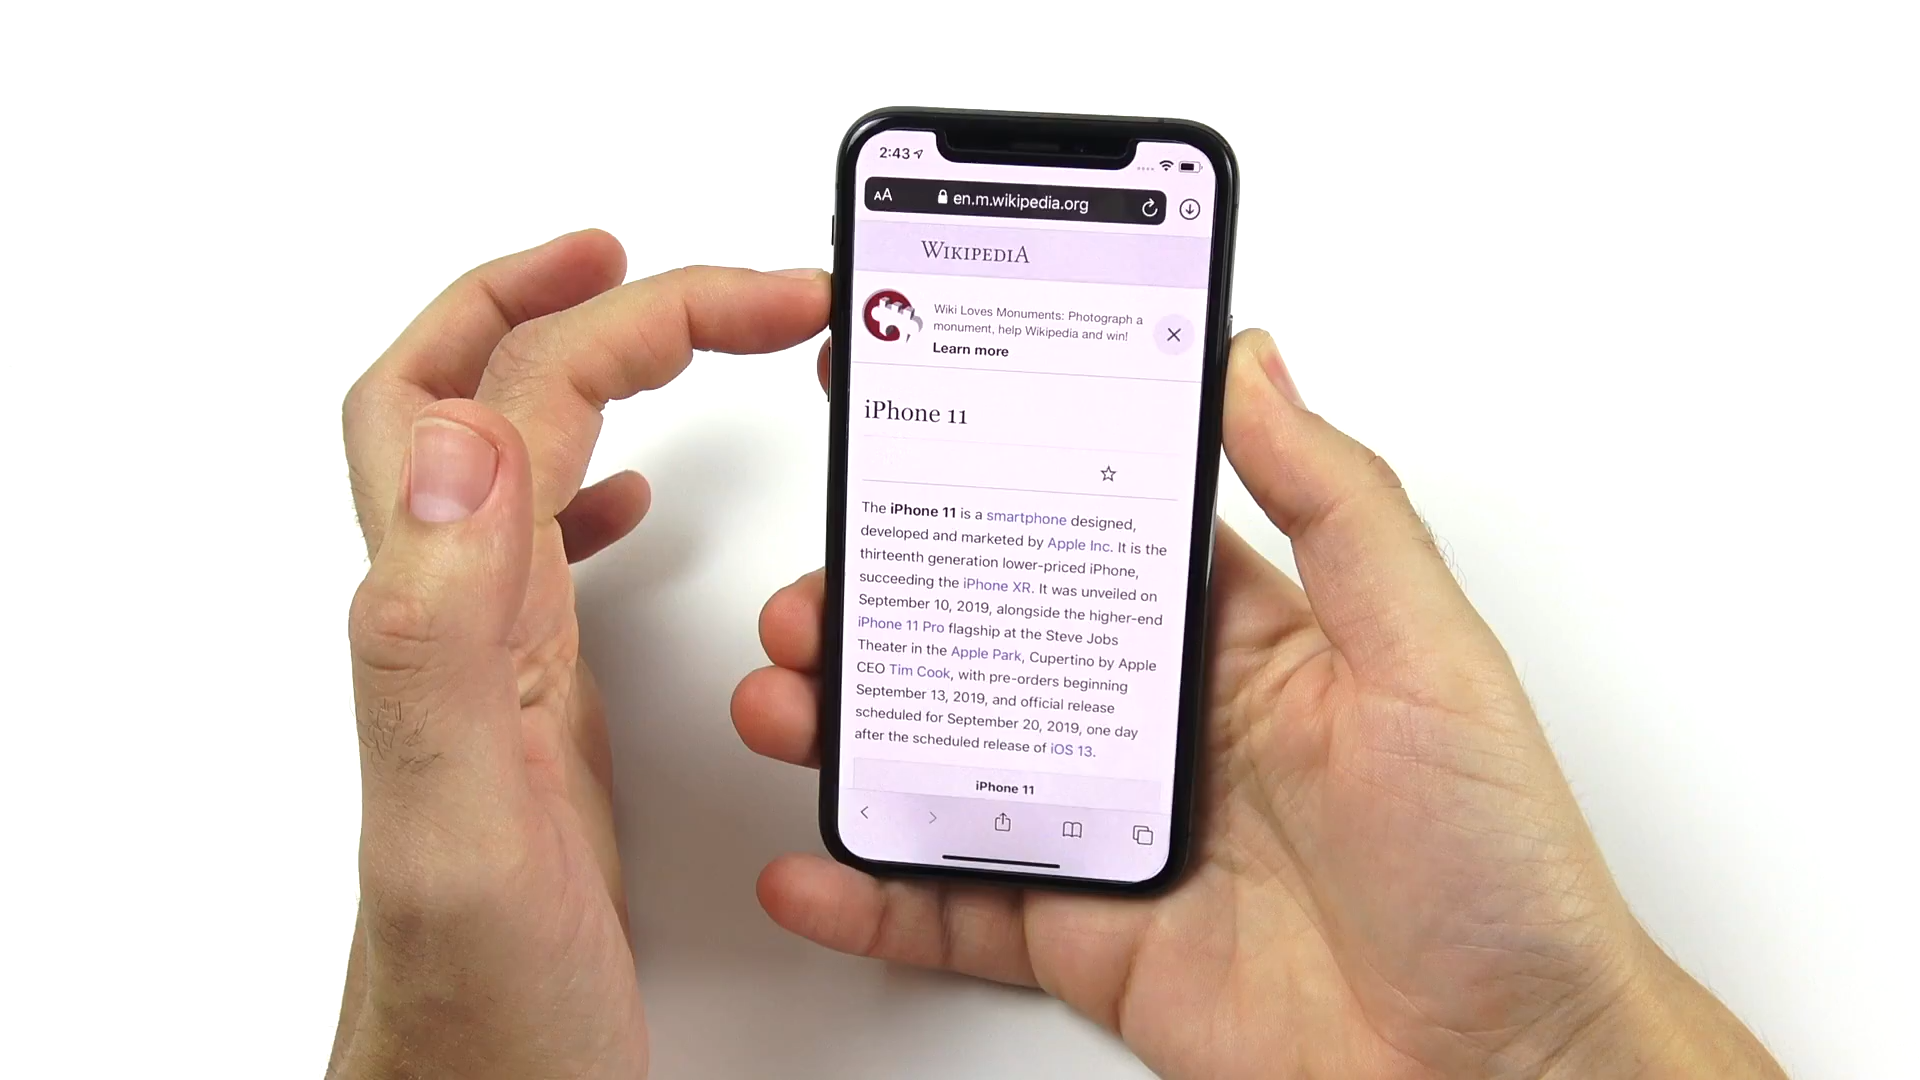 2:43
AA en.m.wikipedia.org
WIKIPEDIA
Wiki Loves Monuments: Photograph a
monument, help Wikipedia and win!
Learn more
iPhone 11
The iPhone 11 is a smartphone designed,
developed and marketed by Apple Inc. It is the
thirteenth generation lower-priced iPhone,
succeeding the iPhone XR. It was unveiled on
September 10, 2019, alongside the higher-end
iPhone 11 Pro flagship at the Steve Jobs
Theater in the Apple Park, Cupertino by Apple
CEO Tim Cook, with pre-orders beginning
September 13, 2019, and official release
scheduled for September 20, 2019, one day
after the scheduled release of iOS 13.
iPhone 11